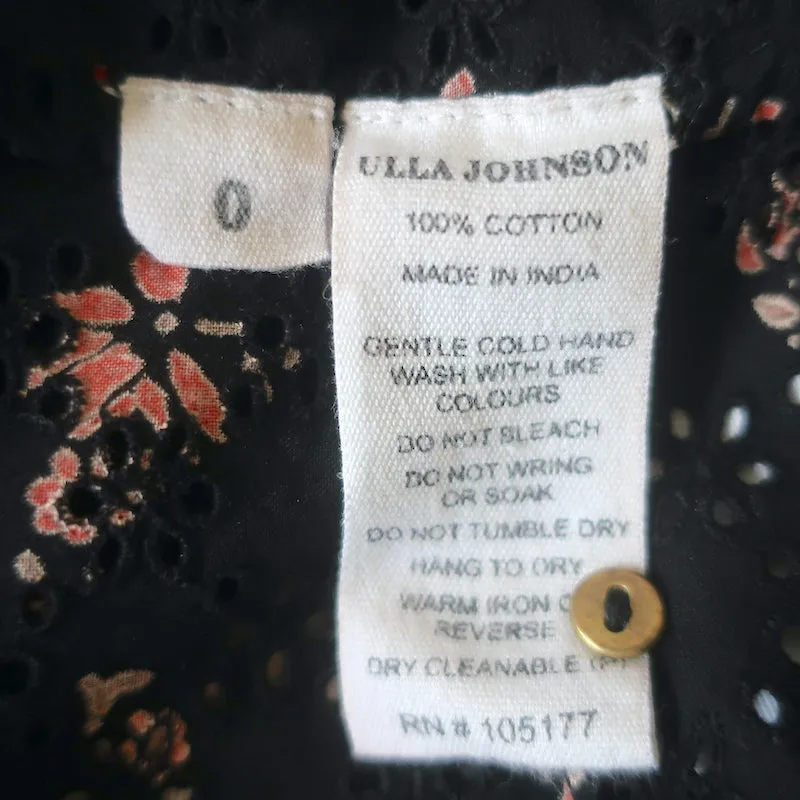 0
ULLA JOHNSON
100% COTTON
MADE IN INDIA
GENTLE COLD HAND
WASH WITH LIKE
COLOURS
DO NOT BLEACH
DO NOT WRING
OR SOAK
DO NOT TUMBLE DRY
HANG TO DRY
WARM IRON
REVERSE
DRY CLEANABLE (P)
RN # 105177